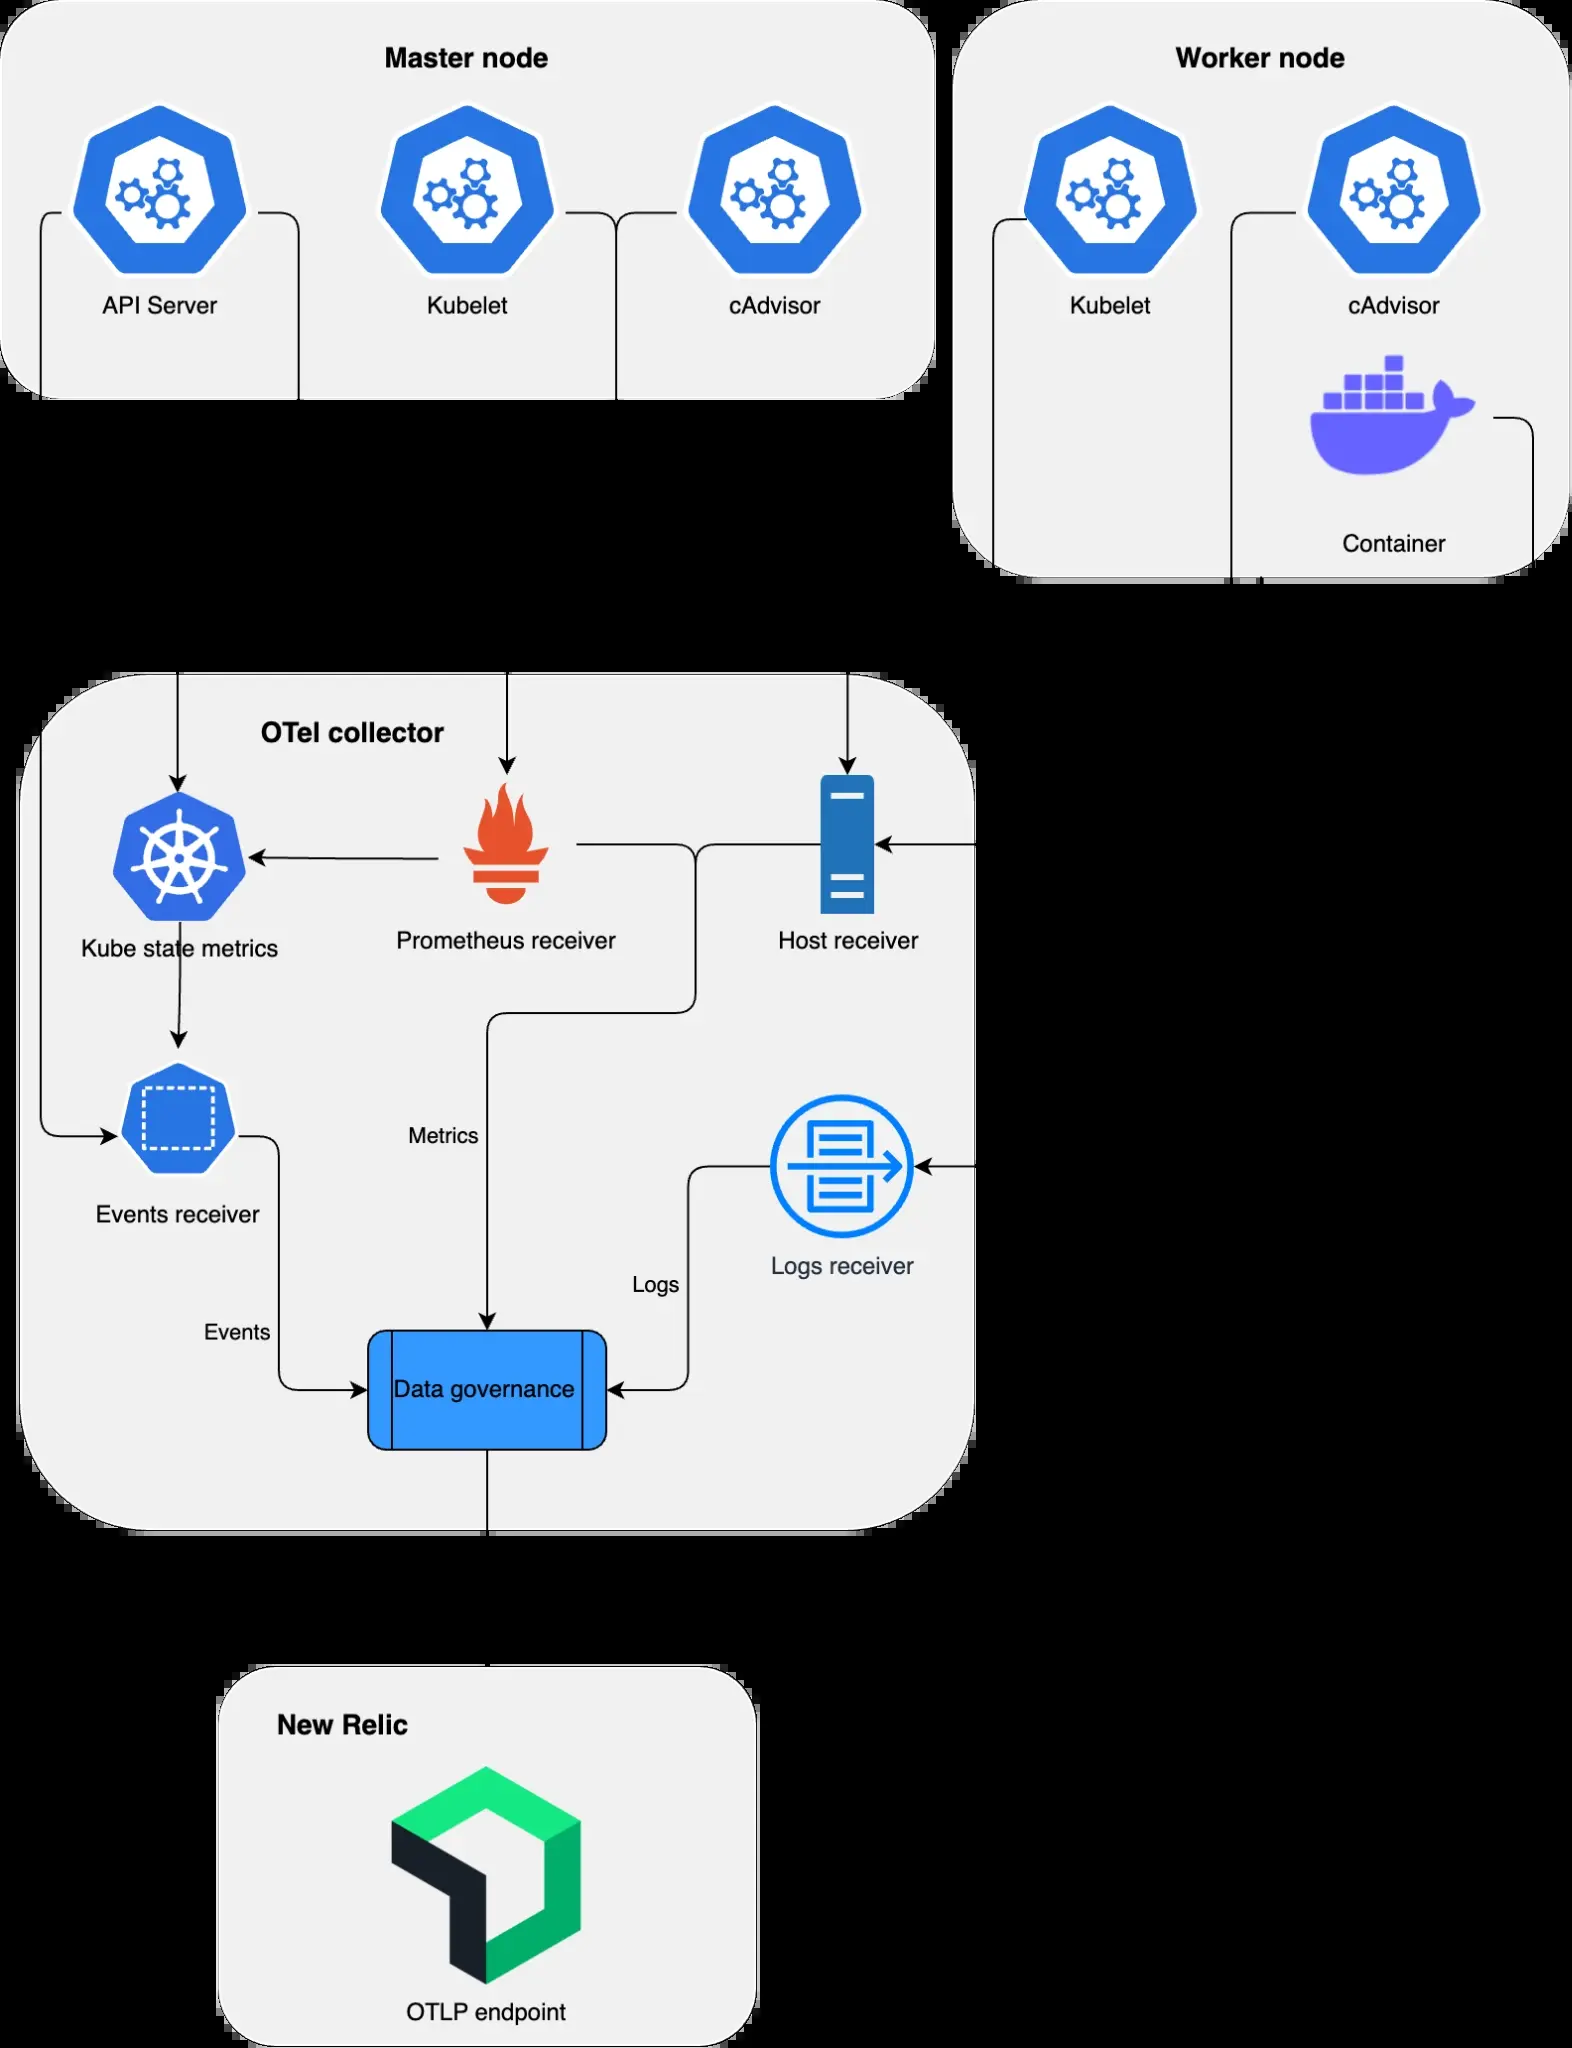 Master node
API Server
Kubelet
cAdvisor
Worker node
Kubelet
cAdvisor
Container
OTel collector
Kube state metrics
Prometheus receiver
Host receiver
Metrics
Events receiver
Logs receiver
Logs
Events
Data governance
New Relic
OTLP endpoint